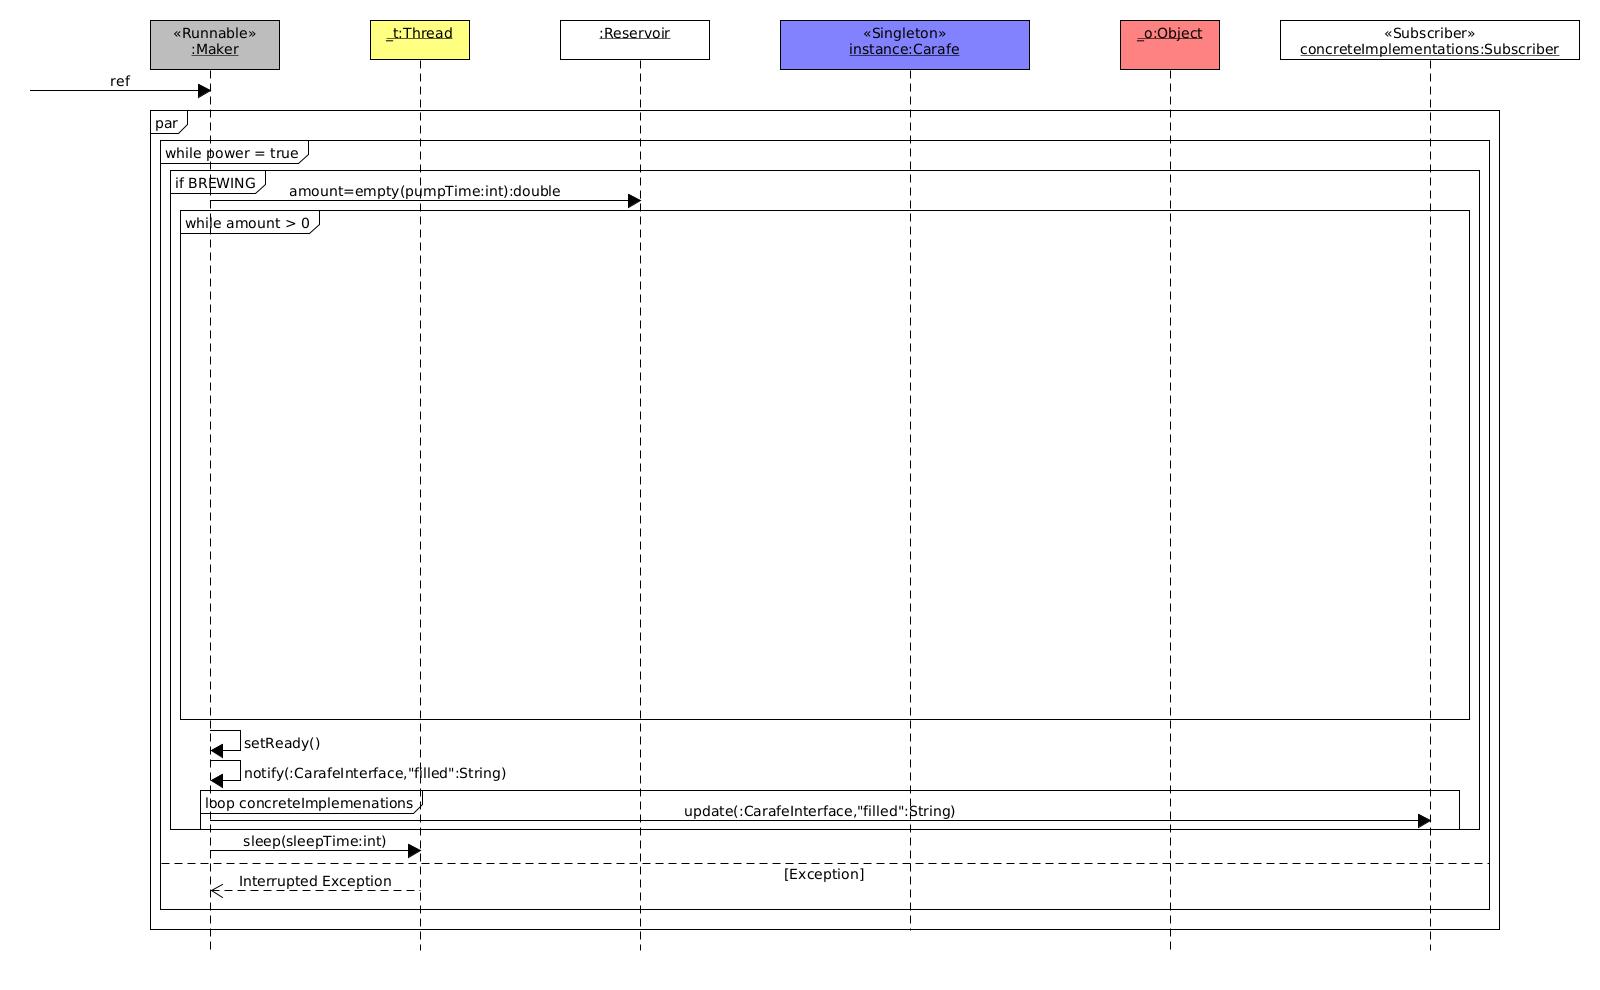 «Runnable»
:Maker
_t:Thread
:Reservoir
«Singleton»
instance:Carafe
_o:Object
«Subscriber»
concreteImplementations:Subscriber
ref
par
while power = true
if BREWING
amount=empty(pumpTime:int):double
while amount > 0
setReady()
notify(:CarafeInterface,"filled":String)
loop concreteImplemenations
update(:CarafeInterface,"filled":String)
sleep(sleepTime:int)
[Exception]
Interrupted Exception